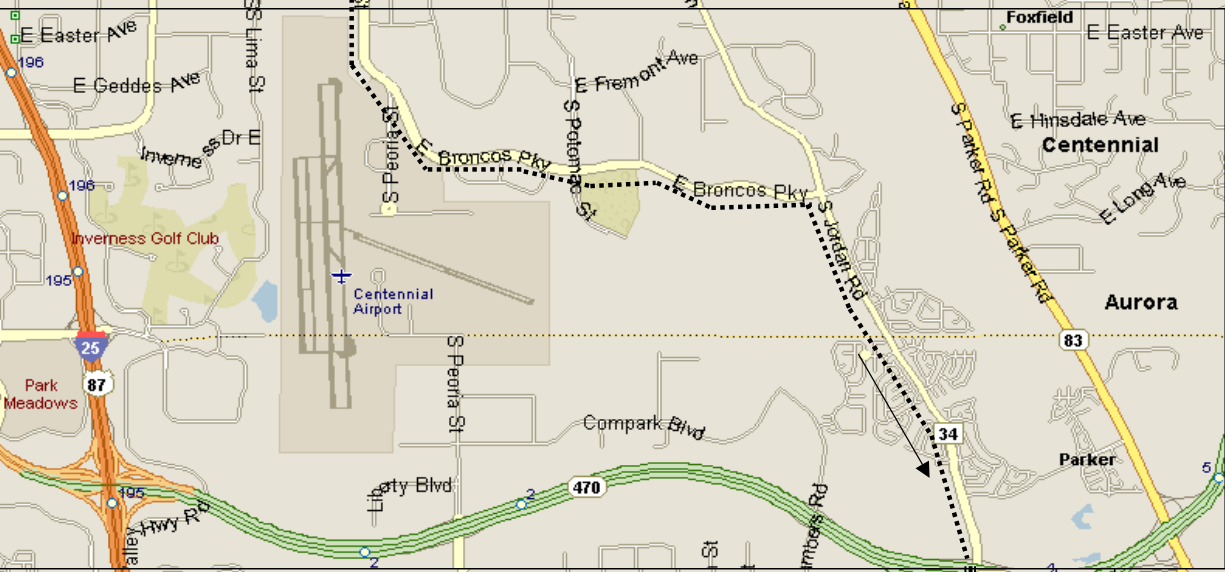 Foxfield
E Easter Ave
E Easter Ave
S Lima St
E Fremont Ave
196
E Geddes Ave
S Peoria St
S Potomac St
S Parker Rd
E Hinsdale Ave
Centennial
Inverness Dr E
E Broncos Pky
E Broncos Pky
196
E Long Ave
S Jordan Rd
S Parker Rd
Inverness Golf Club
195
Centennial
Airport
Aurora
25
83
S Peoria St
87
Park
Meadows
Compark Blvd
34
Parker
5
195
470
2
Hwy Rd
2
St